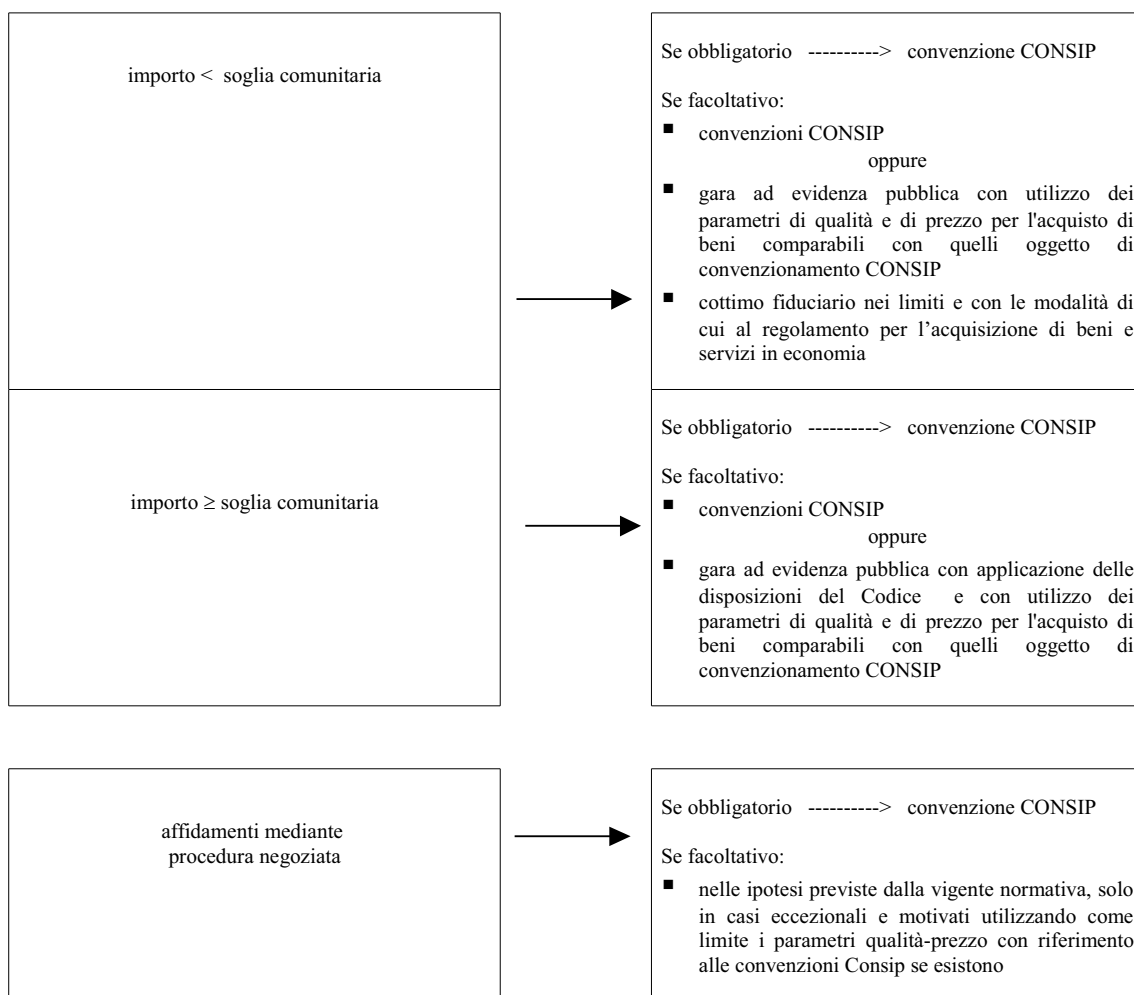 importo < soglia comunitaria
Se obbligatorio ----------> convenzione CONSIP
Se facoltativo:
▪ convenzioni CONSIP
oppure
▪ gara ad evidenza pubblica con utilizzo dei
parametri di qualità e di prezzo per l'acquisto di
beni comparabili con quelli oggetto di
convenzionamento CONSIP
▪ cottimo fiduciario nei limiti e con le modalità di
cui al regolamento per l’acquisizione di beni e
servizi in economia
importo ≥ soglia comunitaria
Se obbligatorio ----------> convenzione CONSIP
Se facoltativo:
▪ convenzioni CONSIP
oppure
▪ gara ad evidenza pubblica con applicazione delle
disposizioni del Codice e con utilizzo dei
parametri di qualità e di prezzo per l'acquisto di
beni comparabili con quelli oggetto di
convenzionamento CONSIP
affidamenti mediante
procedura negoziata
Se obbligatorio ----------> convenzione CONSIP
Se facoltativo:
▪ nelle ipotesi previste dalla vigente normativa, solo
in casi eccezionali e motivati utilizzando come
limite i parametri qualità-prezzo con riferimento
alle convenzioni Consip se esistono